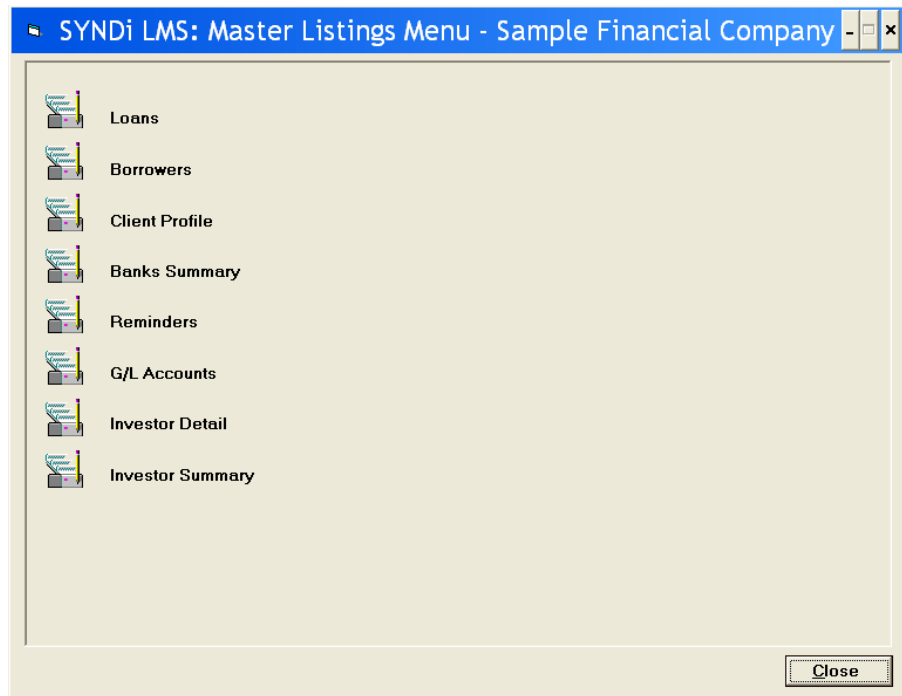 SYNDi LMS: Master Listings Menu - Sample Financial Company
Loans
Borrowers
Client Profile
Banks Summary
Reminders
G/L Accounts
Investor Detail
Investor Summary
Close